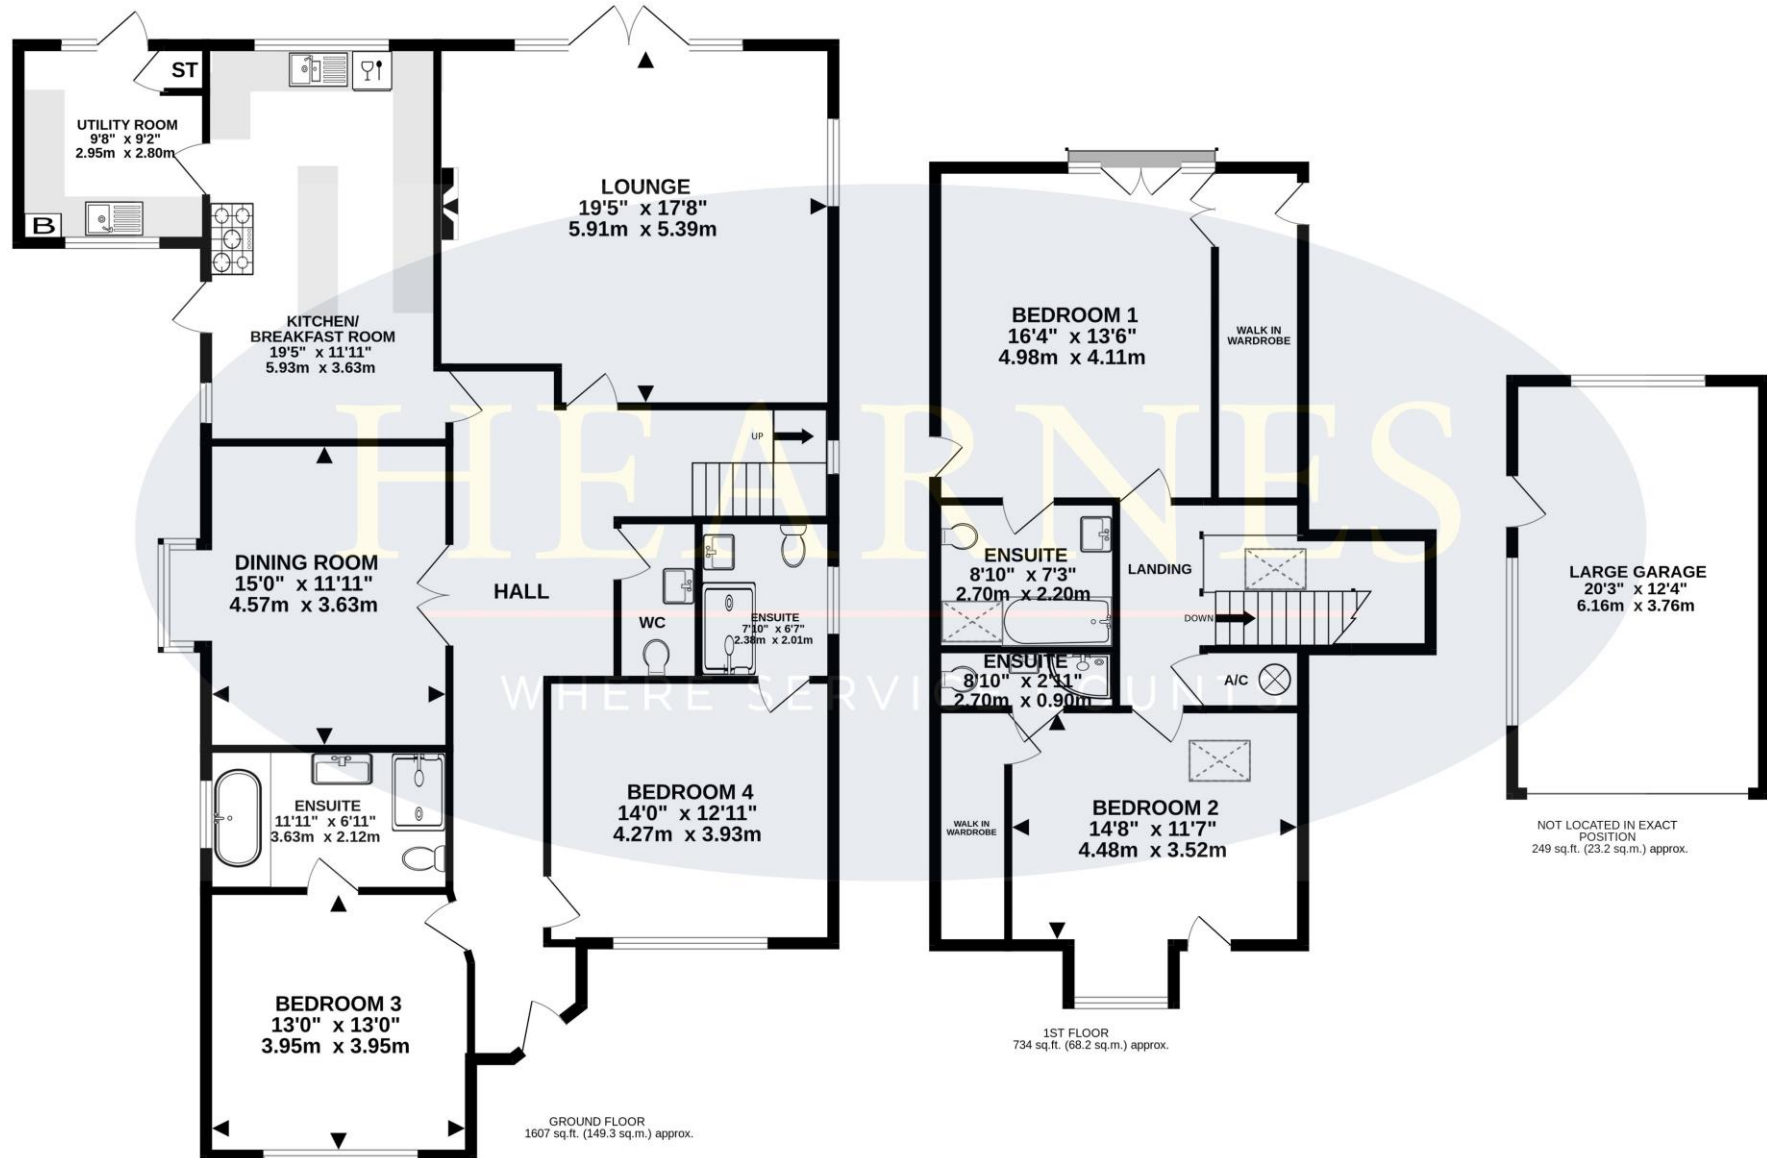 ST
UTILITY ROOM
9'8" x 9'2"
2.95m x 2.80m
B
KITCHEN/
BREAKFAST ROOM
19'5" x 11'11"
5.93m x 3.63m
LOUNGE
19'5" x 17'8"
5.91m x 5.39m
UP
DINING ROOM
15'0" x 11'11"
4.57m x 3.63m
HALL
WC
ENSUITE
7'10" x 6'7"
2.38m x 2.01m
ENSUITE
11'11" x 6'11"
3.63m x 2.12m
BEDROOM 4
14'0" x 12'11"
4.27m x 3.93m
BEDROOM 3
13'0" x 13'0"
3.95m x 3.95m
GROUND FLOOR
1607 sq.ft. (149.3 sq.m.) approx.
BEDROOM 1
16'4" x 13'6"
4.98m x 4.11m
WALK IN
WARDROBE
ENSUITE
8'10" x 7'3"
2.70m x 2.20m
LANDING
DOWN
ENSUITE
8'10" x 2'11"
2.70m x 0.90m
A/C
WALK IN
WARDROBE
BEDROOM 2
14'8" x 11'7"
4.48m x 3.52m
1ST FLOOR
734 sq.ft. (68.2 sq.m.) approx.
LARGE GARAGE
20'3" x 12'4"
6.16m x 3.76m
NOT LOCATED IN EXACT
POSITION
249 sq.ft. (23.2 sq.m.) approx.
HEARNES
WHERE SERVICE COUNTS